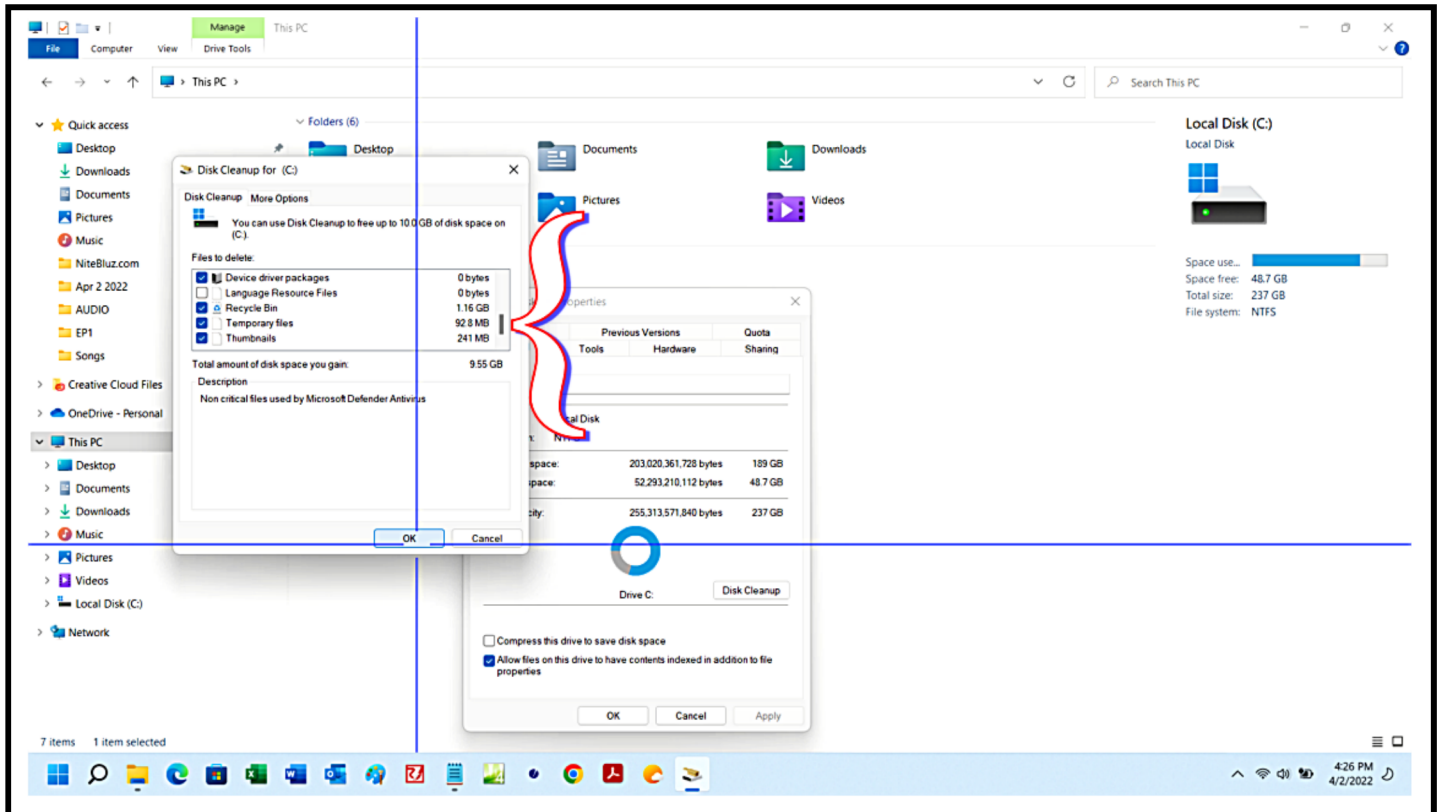 Manage This PC
File Computer View Drive Tools
This PC
Search This PC
Quick access
Desktop
Downloads
Documents
Pictures
Music
NiteBluz.com
Apr 2 2022
AUDIO
EP1
Songs
Creative Cloud Files
OneDrive - Personal
This PC
Desktop
Documents
Downloads
Music
Pictures
Videos
Local Disk (C:)
Network
Folders (6)
Desktop
Documents
Downloads
Pictures
Videos
Disk Cleanup for (C:)
Disk Cleanup More Options
You can use Disk Cleanup to free up to 10.0 GB of disk space on
(C:).
Files to delete:
Device driver packages 0 bytes
Language Resource Files 0 bytes
Recycle Bin 1.16 GB
Temporary files 92.8 MB
Thumbnails 241 MB
Total amount of disk space you gain: 9.55 GB
Description
Non critical files used by Microsoft Defender Antivirus
OK Cancel
Previous Versions Quota
Tools Hardware Sharing
space: 203,020,361,728 bytes 189 GB
52,293,210,112 bytes 48.7 GB
255,313,571,840 bytes 237 GB
Drive C: Disk Cleanup
Compress this drive to save disk space
Allow files on this drive to have contents indexed in addition to file
properties
OK Cancel Apply
Local Disk (C:)
Local Disk
Space use...
Space free: 48.7 GB
Total size: 237 GB
File system: NTFS
7 items 1 item selected
4:26 PM
4/2/2022